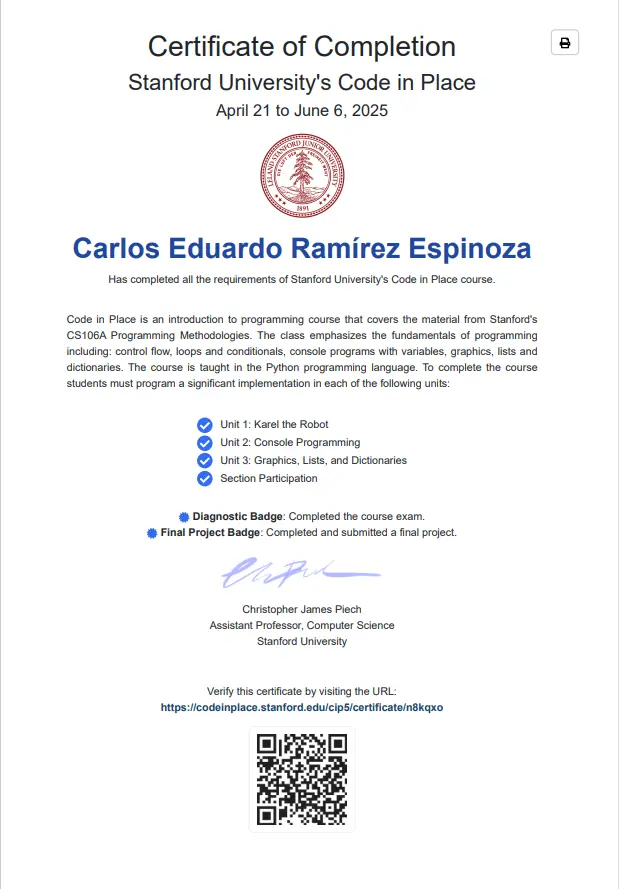 Certificate of Completion
Stanford University's Code in Place
April 21 to June 6, 2025
LELAND STANFORD JUNIOR UNIVERSITY
DIE LUFT DER FREIHEIT WEHT
1891
Carlos Eduardo Ramírez Espinoza
Has completed all the requirements of Stanford University's Code in Place course.
Code in Place is an introduction to programming course that covers the material from Stanford's
CS106A Programming Methodologies. The class emphasizes the fundamentals of programming
including: control flow, loops and conditionals, console programs with variables, graphics, lists and
dictionaries. The course is taught in the Python programming language. To complete the course
students must program a significant implementation in each of the following units:
Unit 1: Karel the Robot
Unit 2: Console Programming
Unit 3: Graphics, Lists, and Dictionaries
Section Participation
Diagnostic Badge: Completed the course exam.
Final Project Badge: Completed and submitted a final project.
Christopher James Piech
Assistant Professor, Computer Science
Stanford University
Verify this certificate by visiting the URL:
https://codeinplace.stanford.edu/cip5/certificate/n8kqxo